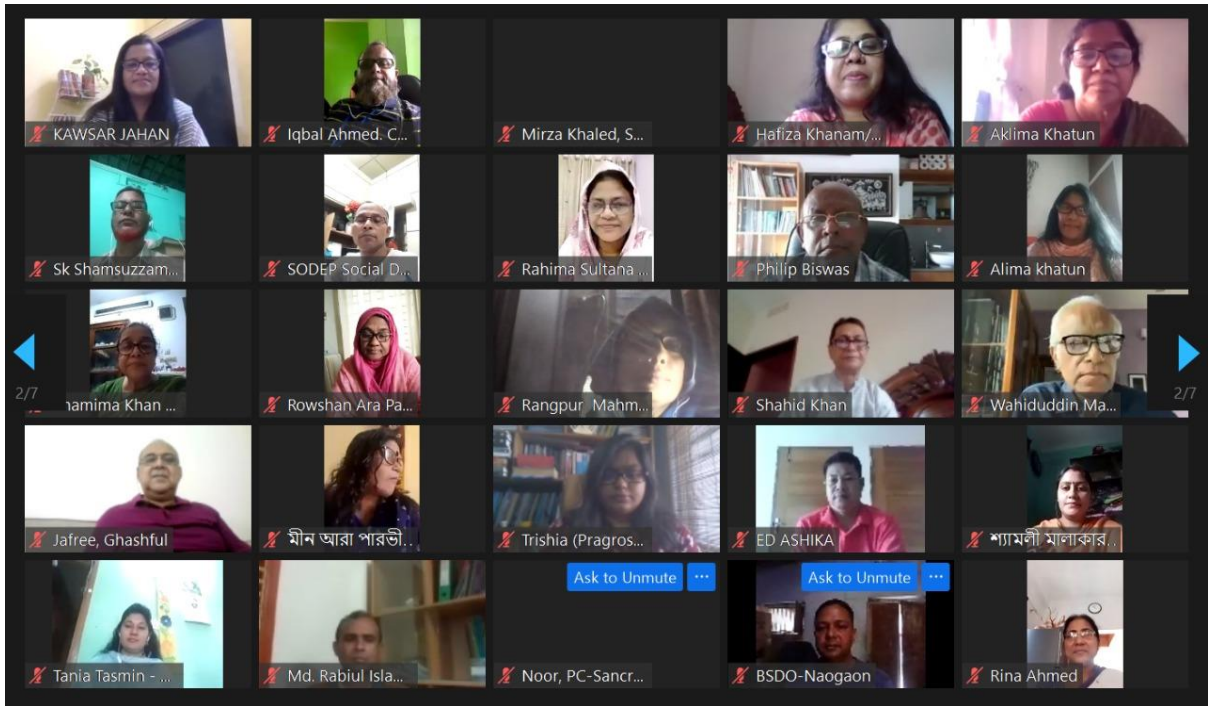 KAWSAR JAHAN
Iqbal Ahmed. C...
Mirza Khaled, S...
Hafiza Khanam/...
Aklima Khatun
Sk Shamsuzzam...
SODEP Social D...
Rahima Sultana ...
Philip Biswas
Alima khatun
2/7
hamima Khan ...
Rowshan Ara Pa...
Rangpur Mahm...
Shahid Khan
Wahiduddin Ma...
2/7
Jafree, Ghashful
মীন আরা পারভী...
Trishia (Pragros...
ED ASHIKA
শ্যামলী মালাকার...
Ask to Unmute ...
Ask to Unmute ...
Tania Tasmin - ...
Md. Rabiul Isla...
Noor, PC-Sancr...
BSDO-Naogaon
Rina Ahmed